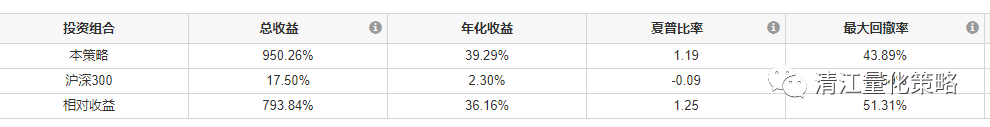 投资组合 总收益 年化收益 夏普比率 最大回撤率
本策略 950.26% 39.29% 1.19 43.89%
沪深300 17.50% 2.30% -0.09
清江量化策略
相对收益 793.84% 36.16% 1.25 51.31%